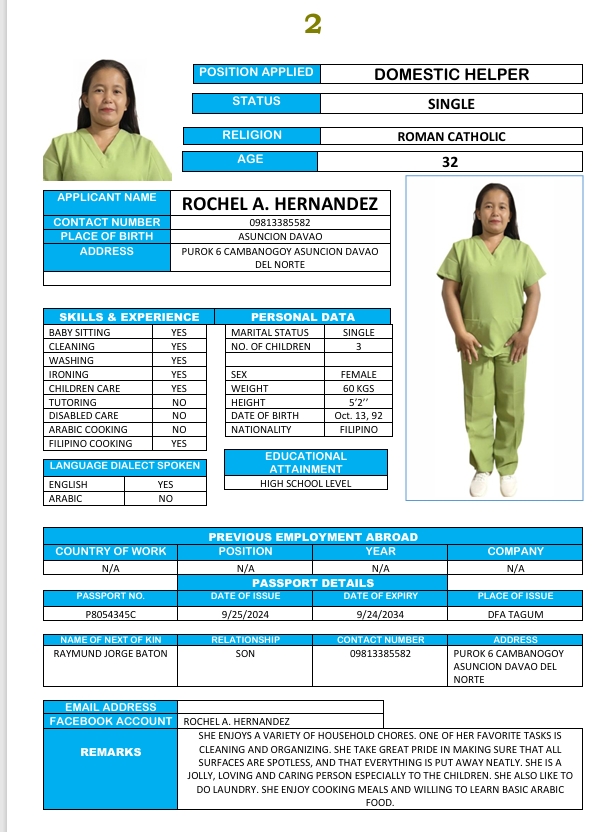 2
POSITION APPLIED DOMESTIC HELPER
STATUS SINGLE
RELIGION ROMAN CATHOLIC
AGE 32
APPLICANT NAME ROCHEL A. HERNANDEZ
CONTACT NUMBER 09813385582
PLACE OF BIRTH ASUNCION DAVAO
ADDRESS PUROK 6 CAMBANOGOY ASUNCION DAVAO
DEL NORTE
SKILLS & EXPERIENCE PERSONAL DATA
BABY SITTING YES MARITAL STATUS SINGLE
CLEANING YES NO. OF CHILDREN 3
WASHING YES
IRONING YES SEX FEMALE
CHILDREN CARE YES WEIGHT 60 KGS
TUTORING NO HEIGHT 5’2’’
DISABLED CARE NO DATE OF BIRTH Oct. 13, 92
ARABIC COOKING NO NATIONALITY FILIPINO
FILIPINO COOKING YES
EDUCATIONAL
ATTAINMENT
LANGUAGE DIALECT SPOKEN
ENGLISH YES HIGH SCHOOL LEVEL
ARABIC NO
PREVIOUS EMPLOYMENT ABROAD
COUNTRY OF WORK POSITION YEAR COMPANY
N/A N/A N/A N/A
PASSPORT DETAILS
PASSPORT NO. DATE OF ISSUE DATE OF EXPIRY PLACE OF ISSUE
P8054345C 9/25/2024 9/24/2034 DFA TAGUM
NAME OF NEXT OF KIN RELATIONSHIP CONTACT NUMBER ADDRESS
RAYMUND JORGE BATON SON 09813385582 PUROK 6 CAMBANOGOY
ASUNCION DAVAO DEL
NORTE
EMAIL ADDRESS
FACEBOOK ACCOUNT ROCHEL A. HERNANDEZ
REMARKS
SHE ENJOYS A VARIETY OF HOUSEHOLD CHORES. ONE OF HER FAVORITE TASKS IS
CLEANING AND ORGANIZING. SHE TAKE GREAT PRIDE IN MAKING SURE THAT ALL
SURFACES ARE SPOTLESS, AND THAT EVERYTHING IS PUT AWAY NEATLY. SHE IS A
JOLLY, LOVING AND CARING PERSON ESPECIALLY TO THE CHILDREN. SHE ALSO LIKE TO
DO LAUNDRY. SHE ENJOY COOKING MEALS AND WILLING TO LEARN BASIC ARABIC
FOOD.